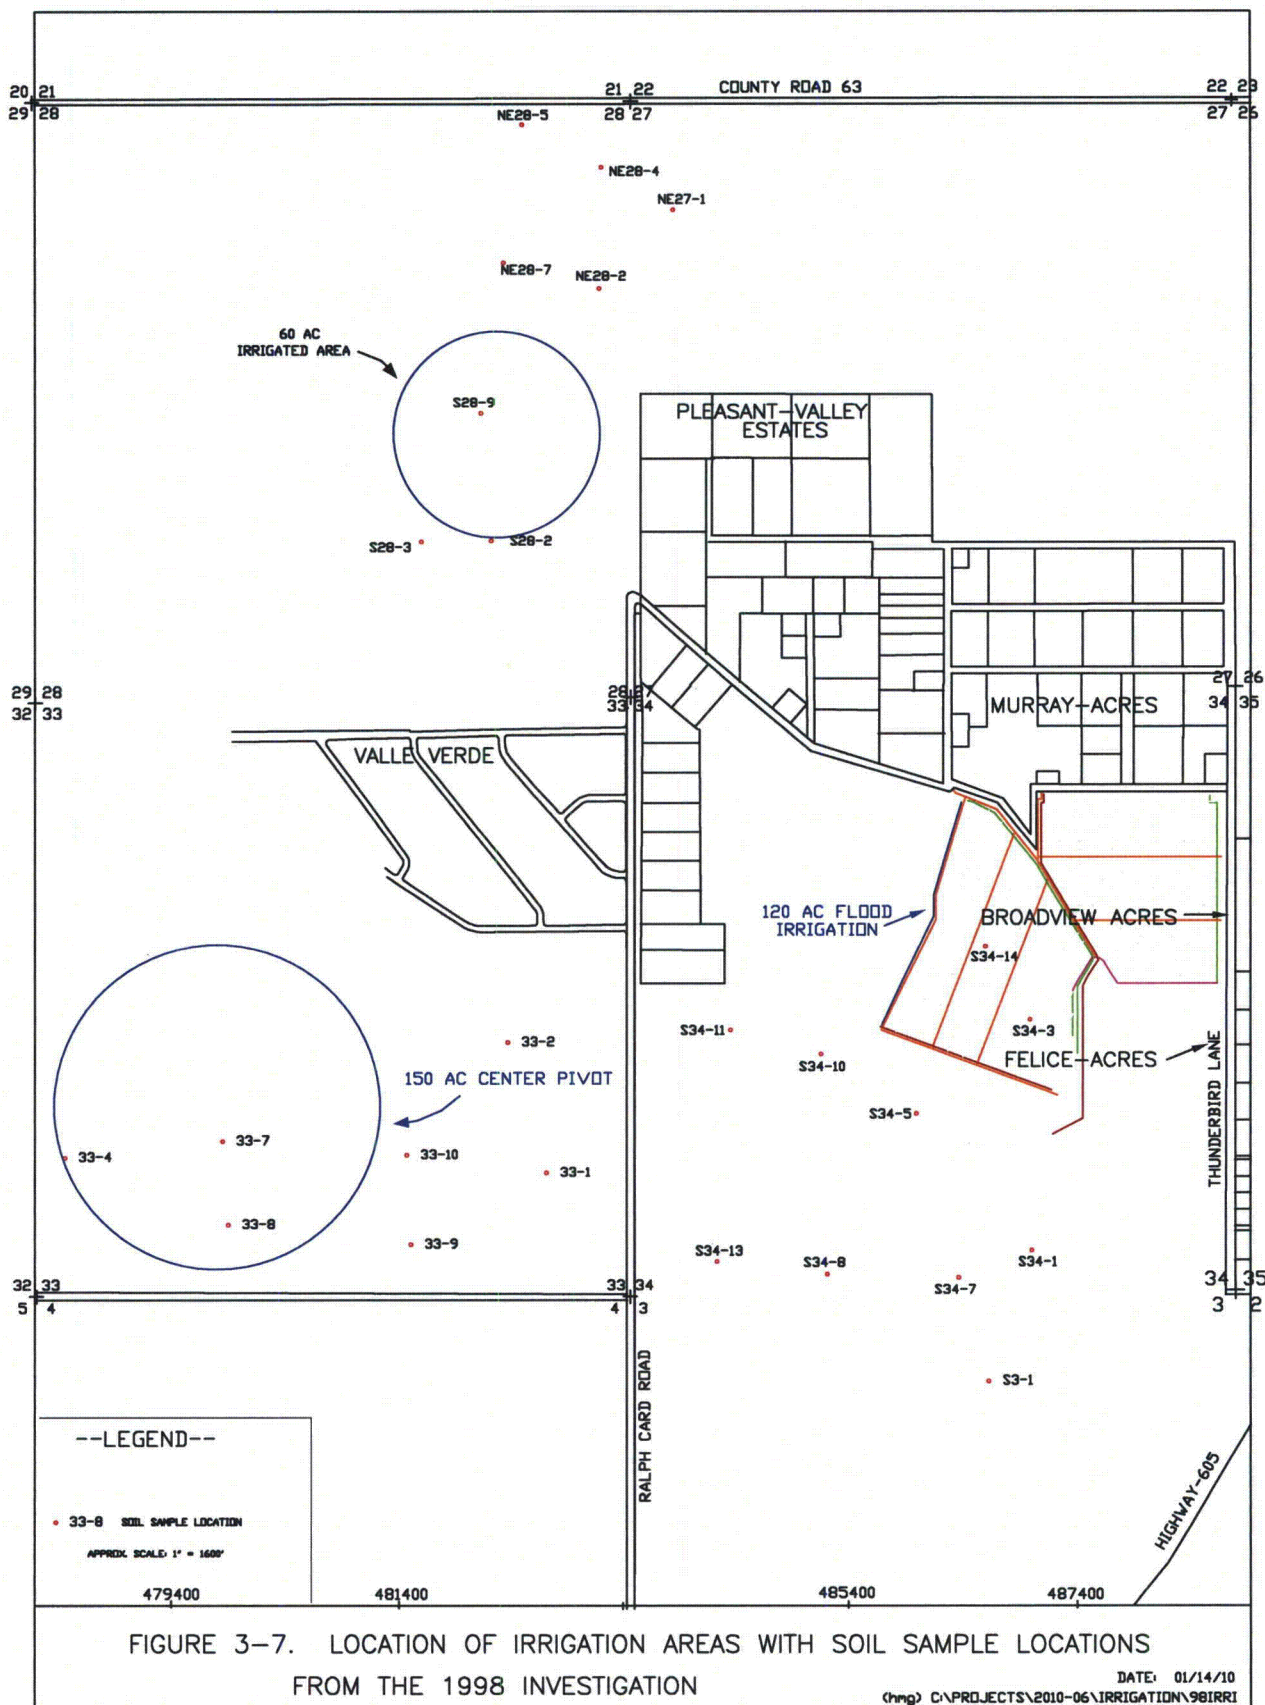 20 21
29 28
21 22
28 27
COUNTY ROAD 63
22 23
27 26
NE28-5
NE28-4
NE27-1
NE28-7
NE28-2
60 AC
IRRIGATED AREA
S28-9
PLEASANT-VALLEY
ESTATES
S28-3
S28-2
29 28
32 33
28 27
33 34
27 26
34 35
MURRAY-ACRES
VALLE VERDE
120 AC FLOOD
IRRIGATION
BROADVIEW ACRES
S34-14
S34-11
S34-3
33-2
S34-10
FELICE-ACRES
150 AC CENTER PIVOT
S34-5
THUNDERBIRD LANE
33-7
33-4
33-10
33-1
33-8
33-9
S34-13
S34-8
S34-1
S34-7
32 33
5 4
33 34
4 3
34 35
3 2
S3-1
RALPH CARD ROAD
HIGHWAY-605
--LEGEND--
33-8 SOIL SAMPLE LOCATION
APPROX. SCALE: 1" = 1600'
479400
481400
485400
487400
FIGURE 3-7. LOCATION OF IRRIGATION AREAS WITH SOIL SAMPLE LOCATIONS
FROM THE 1998 INVESTIGATION
DATE: 01/14/10
(hmg) C:\PROJECTS\2010-06\IRRIGATION\98IRRI